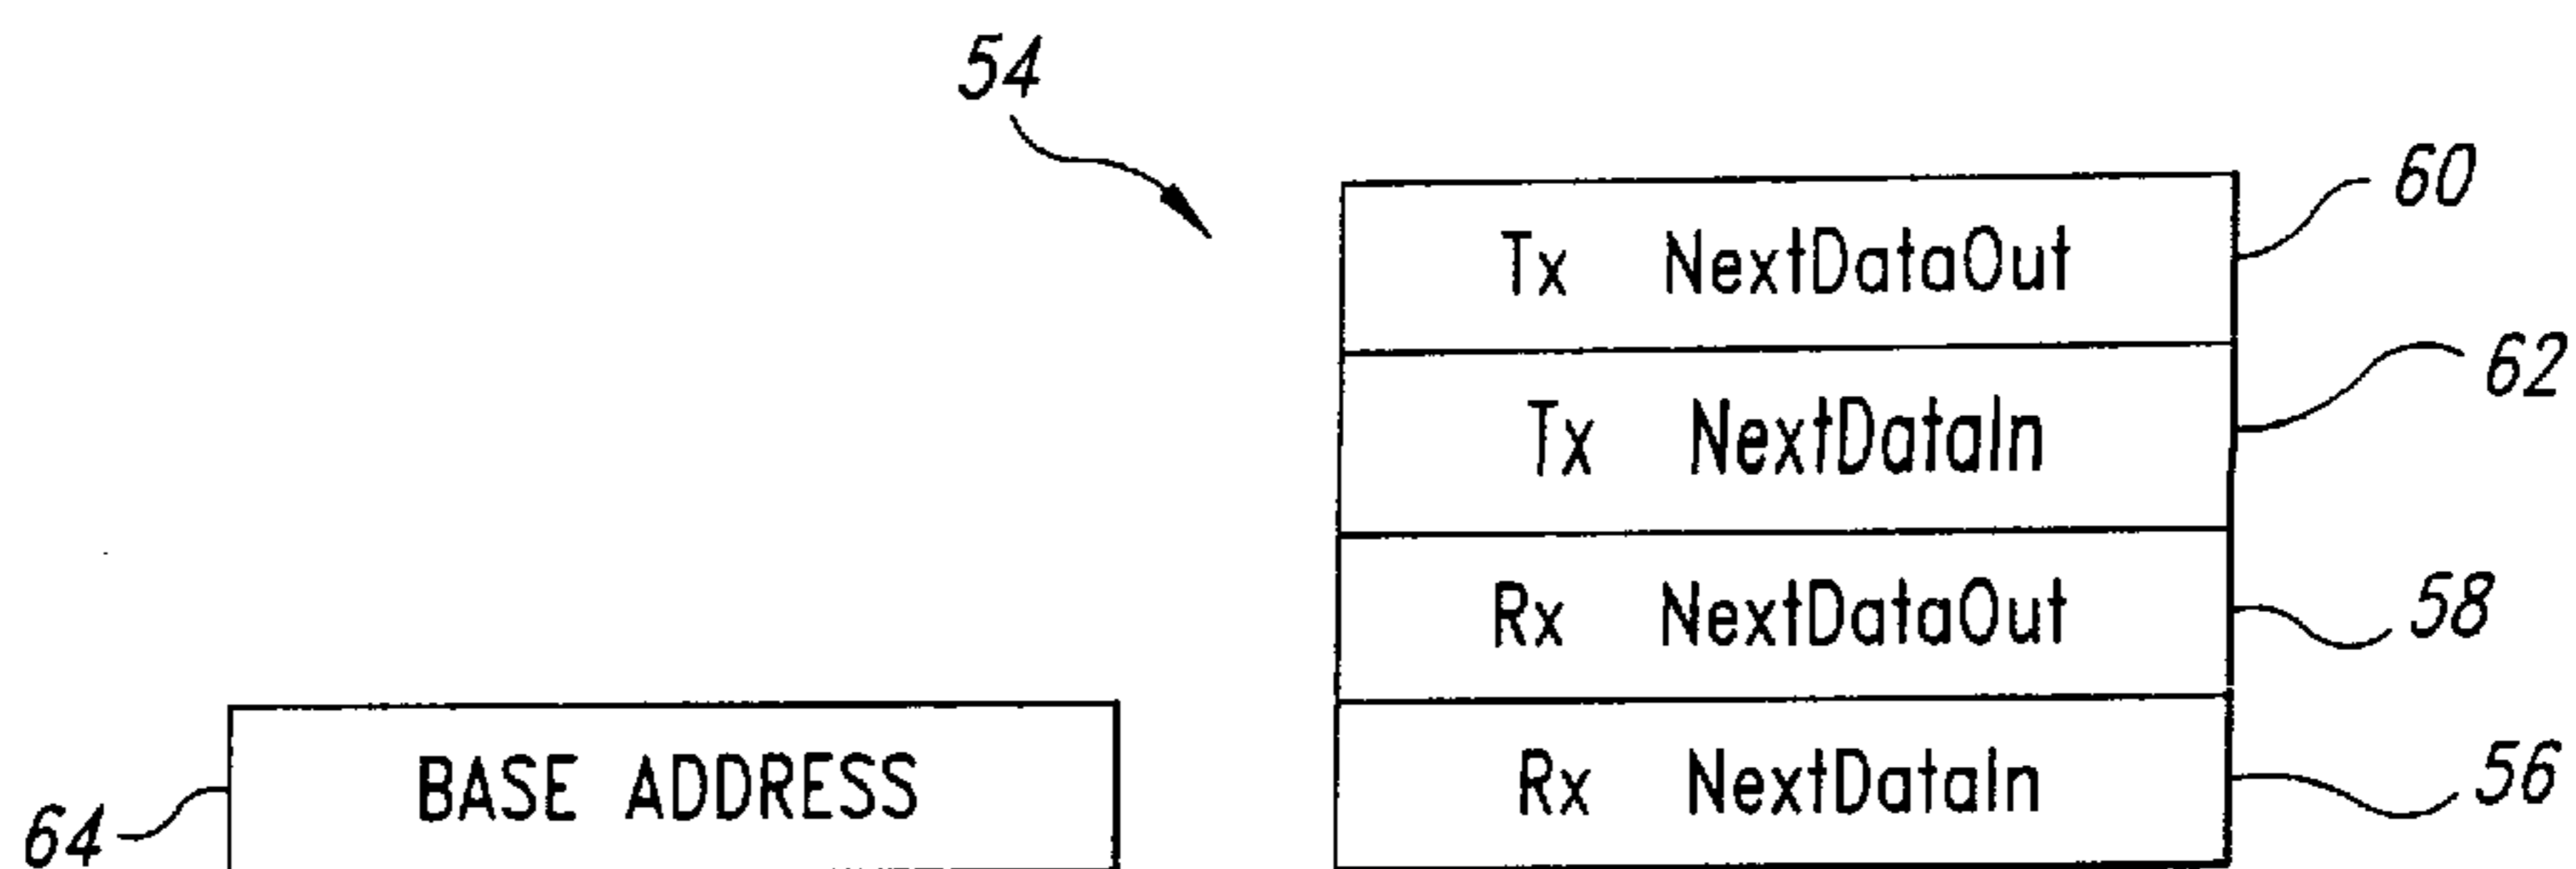 54
Tx NextDataOut 60
Tx NextDataIn 62
Rx NextDataOut 58
64 BASE ADDRESS
Rx NextDataIn 56